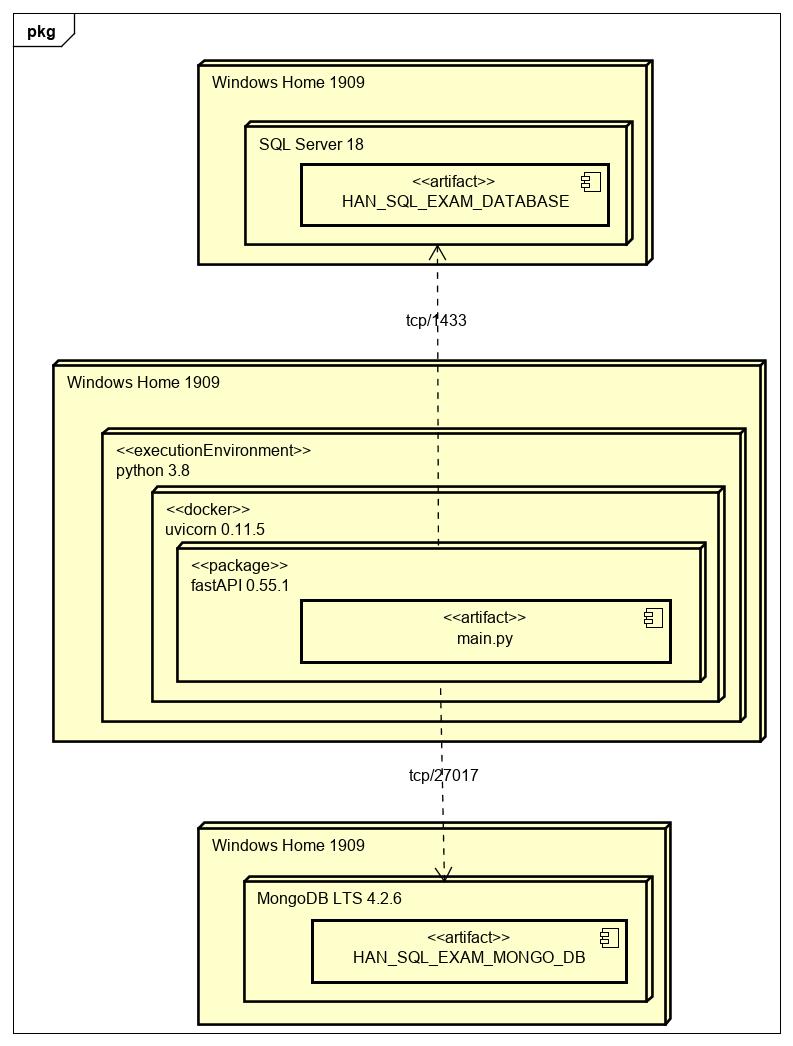 pkg
Windows Home 1909
SQL Server 18
<<artifact>>
HAN_SQL_EXAM_DATABASE
tcp/1433
Windows Home 1909
<<executionEnvironment>>
python 3.8
<<docker>>
uvicorn 0.11.5
<<package>>
fastAPI 0.55.1
<<artifact>>
main.py
tcp/27017
Windows Home 1909
MongoDB LTS 4.2.6
<<artifact>>
HAN_SQL_EXAM_MONGO_DB